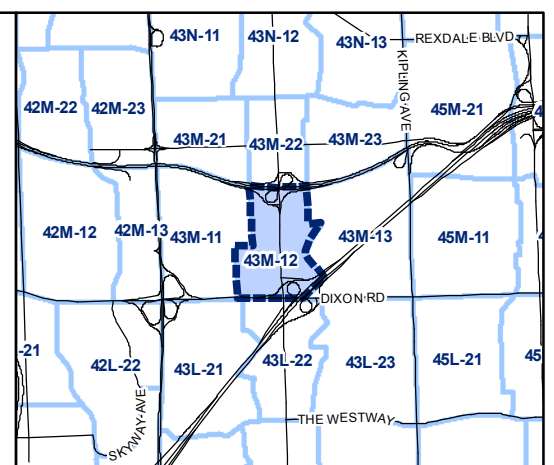 43N-11
43N-12
43N-13
REXDALE BLVD
KIPLING AVE
42M-22
42M-23
45M-21
4
43M-21
43M-22
43M-23
42M-12
42M-13
43M-11
43M-13
45M-11
4
43M-12
DIXON RD
-21
42L-22
43L-21
43L-22
43L-23
45L-21
45
SKYWAY AVE
THE WESTWAY